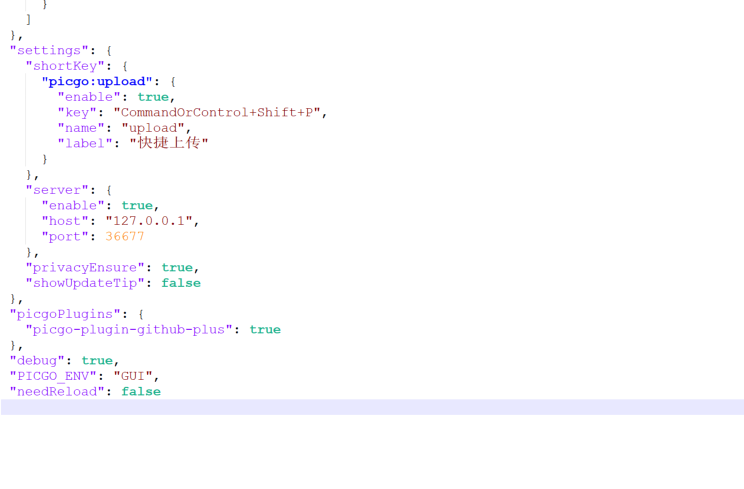 }
]
},
"settings": {
"shortKey": {
"picgo:upload": {
"enable": true,
"key": "CommandOrControl+Shift+P",
"name": "upload",
"label": "快捷上传"
}
},
"server": {
"enable": true,
"host": "127.0.0.1",
"port": 36677
},
"privacyEnsure": true,
"showUpdateTip": false
},
"picgoPlugins": {
"picgo-plugin-github-plus": true
},
"debug": true,
"PICGO_ENV": "GUI",
"needReload": false